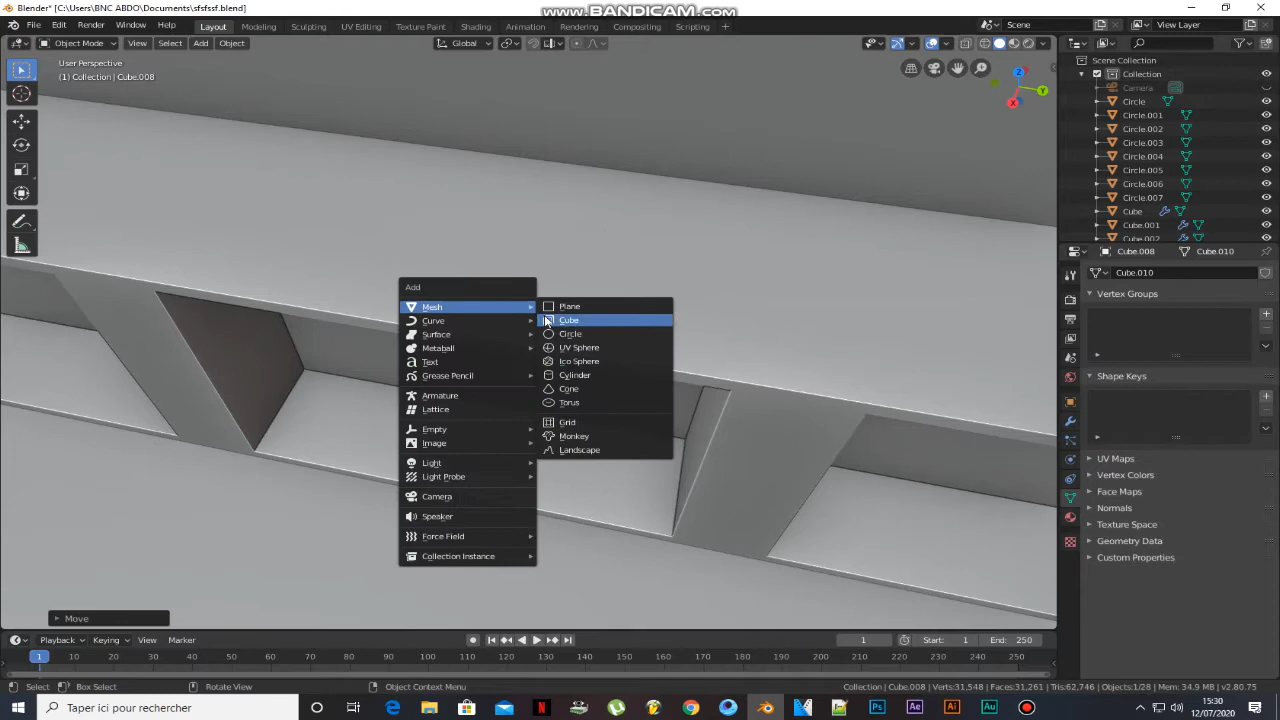 Blender* [C:\Users\BNC ABDO\Documents\sfsfssf.blend]
www.BANDICAM.com
File Edit Render Window Help Layout Modeling Sculpting UV Editing Texture Paint Shading Animation Rendering Compositing Scripting + Scene View Layer
Object Mode View Select Add Object Global
User Perspective
(1) Collection | Cube.008
Z
Y
X
Scene Collection
Collection
Camera
Circle
Circle.001
Circle.002
Circle.003
Circle.004
Circle.005
Circle.006
Circle.007
Cube
Cube.001
Cube.002
Cube.008 Cube.010
Cube.010
Vertex Groups
Shape Keys
UV Maps
Vertex Colors
Face Maps
Normals
Texture Space
Geometry Data
Custom Properties
Add
Mesh
Curve
Surface
Metaball
Text
Grease Pencil
Armature
Lattice
Empty
Image
Light
Light Probe
Camera
Speaker
Force Field
Collection Instance
Plane
Cube
Circle
UV Sphere
Ico Sphere
Cylinder
Cone
Torus
Grid
Monkey
Landscape
Move
Playback Keying View Marker 1 Start: 1 End: 250
1 10 20 30 40 50 60 70 80 90 100 110 120 130 140 150 160 170 180 190 200 210 220 230 240 250
Select Box Select Rotate View Object Context Menu Collection | Cube.008 | Verts:31,548 | Faces:31,261 | Tris:62,746 | Objects:1/28 | Mem: 34.9 MB | v2.80.75
Taper ici pour rechercher
15:30
12/07/2020